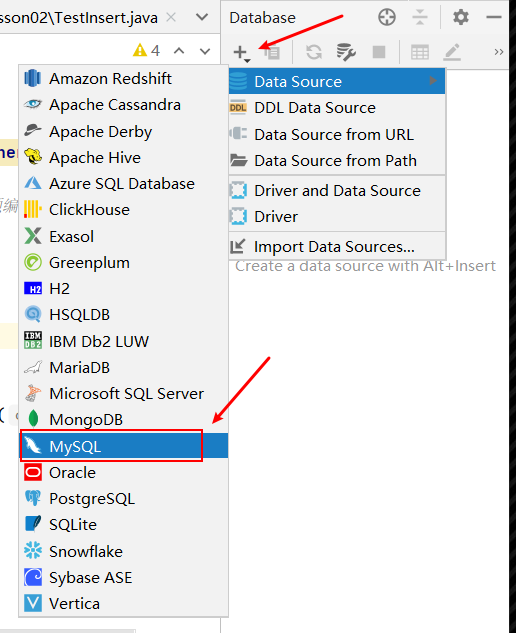 sson02\TestInsert.java
Database
4
Data Source
DDL Data Source
Data Source from URL
Data Source from Path
Driver and Data Source
Driver
Import Data Sources...
Create a data source with Alt+Insert
Amazon Redshift
Apache Cassandra
Apache Derby
Apache Hive
Azure SQL Database
ClickHouse
Exasol
Greenplum
H2
HSQLDB
IBM Db2 LUW
MariaDB
Microsoft SQL Server
MongoDB
MySQL
Oracle
PostgreSQL
SQLite
Snowflake
Sybase ASE
Vertica